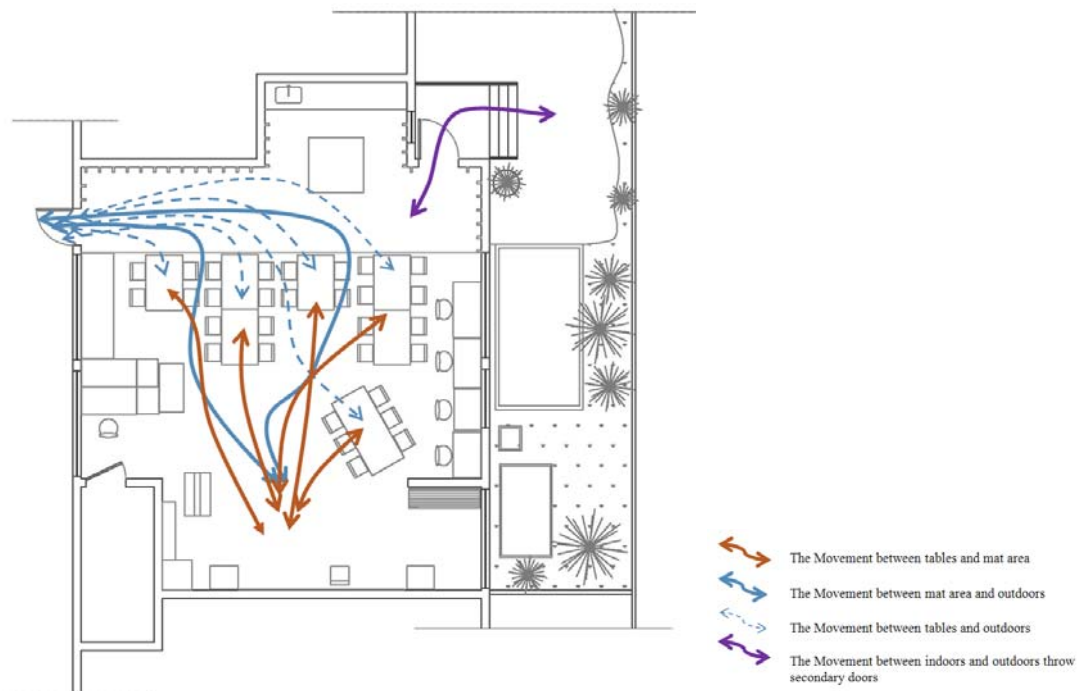 The Movement between tables and mat area
The Movement between mat area and outdoors
The Movement between tables and outdoors
The Movement between indoors and outdoors throw
secondary doors